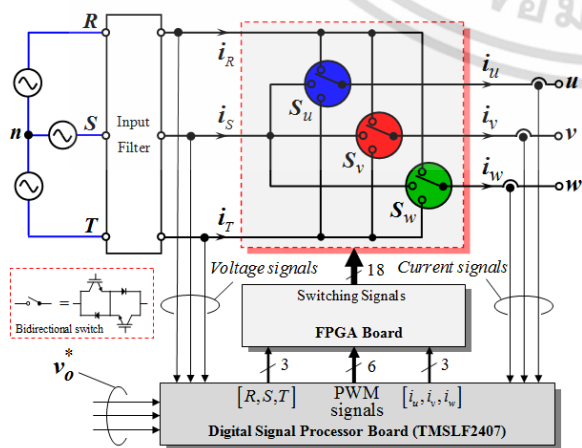 R
i_R
i_u
u
S_u
S
Input
Filter
i_S
i_v
v
n
S_v
i_w
w
S_w
T
i_T
Voltage signals
18
Current signals
Switching Signals
FPGA Board
Bidirectional switch
=
v_o^*
3
6
3
[R,S,T]
PWM
signals
[i_u,i_v,i_w]
Digital Signal Processor Board (TMSLF2407)